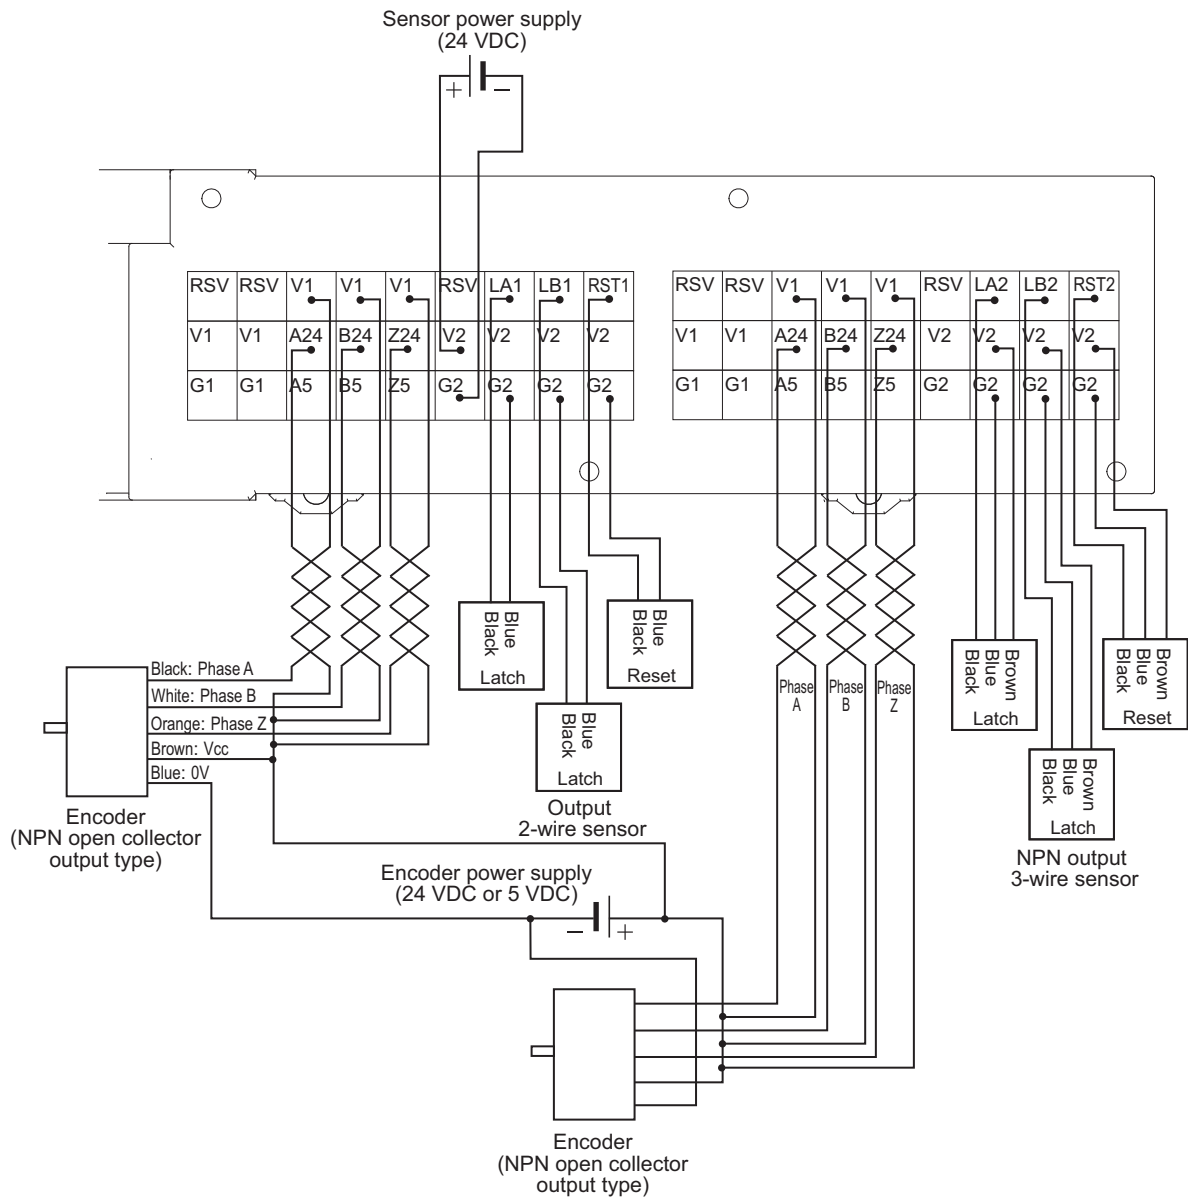 Sensor power supply
(24 VDC)
+ −
RSV RSV V1 V1 V1 RSV LA1 LB1 RST1
V1 V1 A24 B24 Z24 V2 V2 V2 V2
G1 G1 A5 B5 Z5 G2 G2 G2 G2
RSV RSV V1 V1 V1 RSV LA2 LB2 RST2
V1 V1 A24 B24 Z24 V2 V2 V2 V2
G1 G1 A5 B5 Z5 G2 G2 G2 G2
Black: Phase A
White: Phase B
Orange: Phase Z
Brown: Vcc
Blue: 0V
Encoder
(NPN open collector
output type)
Black
Blue
Latch
Black
Blue
Latch
Output
2-wire sensor
Black
Blue
Reset
Phase
A
Phase
B
Phase
Z
Black
Blue
Brown
Latch
Black
Blue
Brown
Latch
NPN output
3-wire sensor
Black
Blue
Brown
Reset
Encoder power supply
(24 VDC or 5 VDC)
− +
Encoder
(NPN open collector
output type)